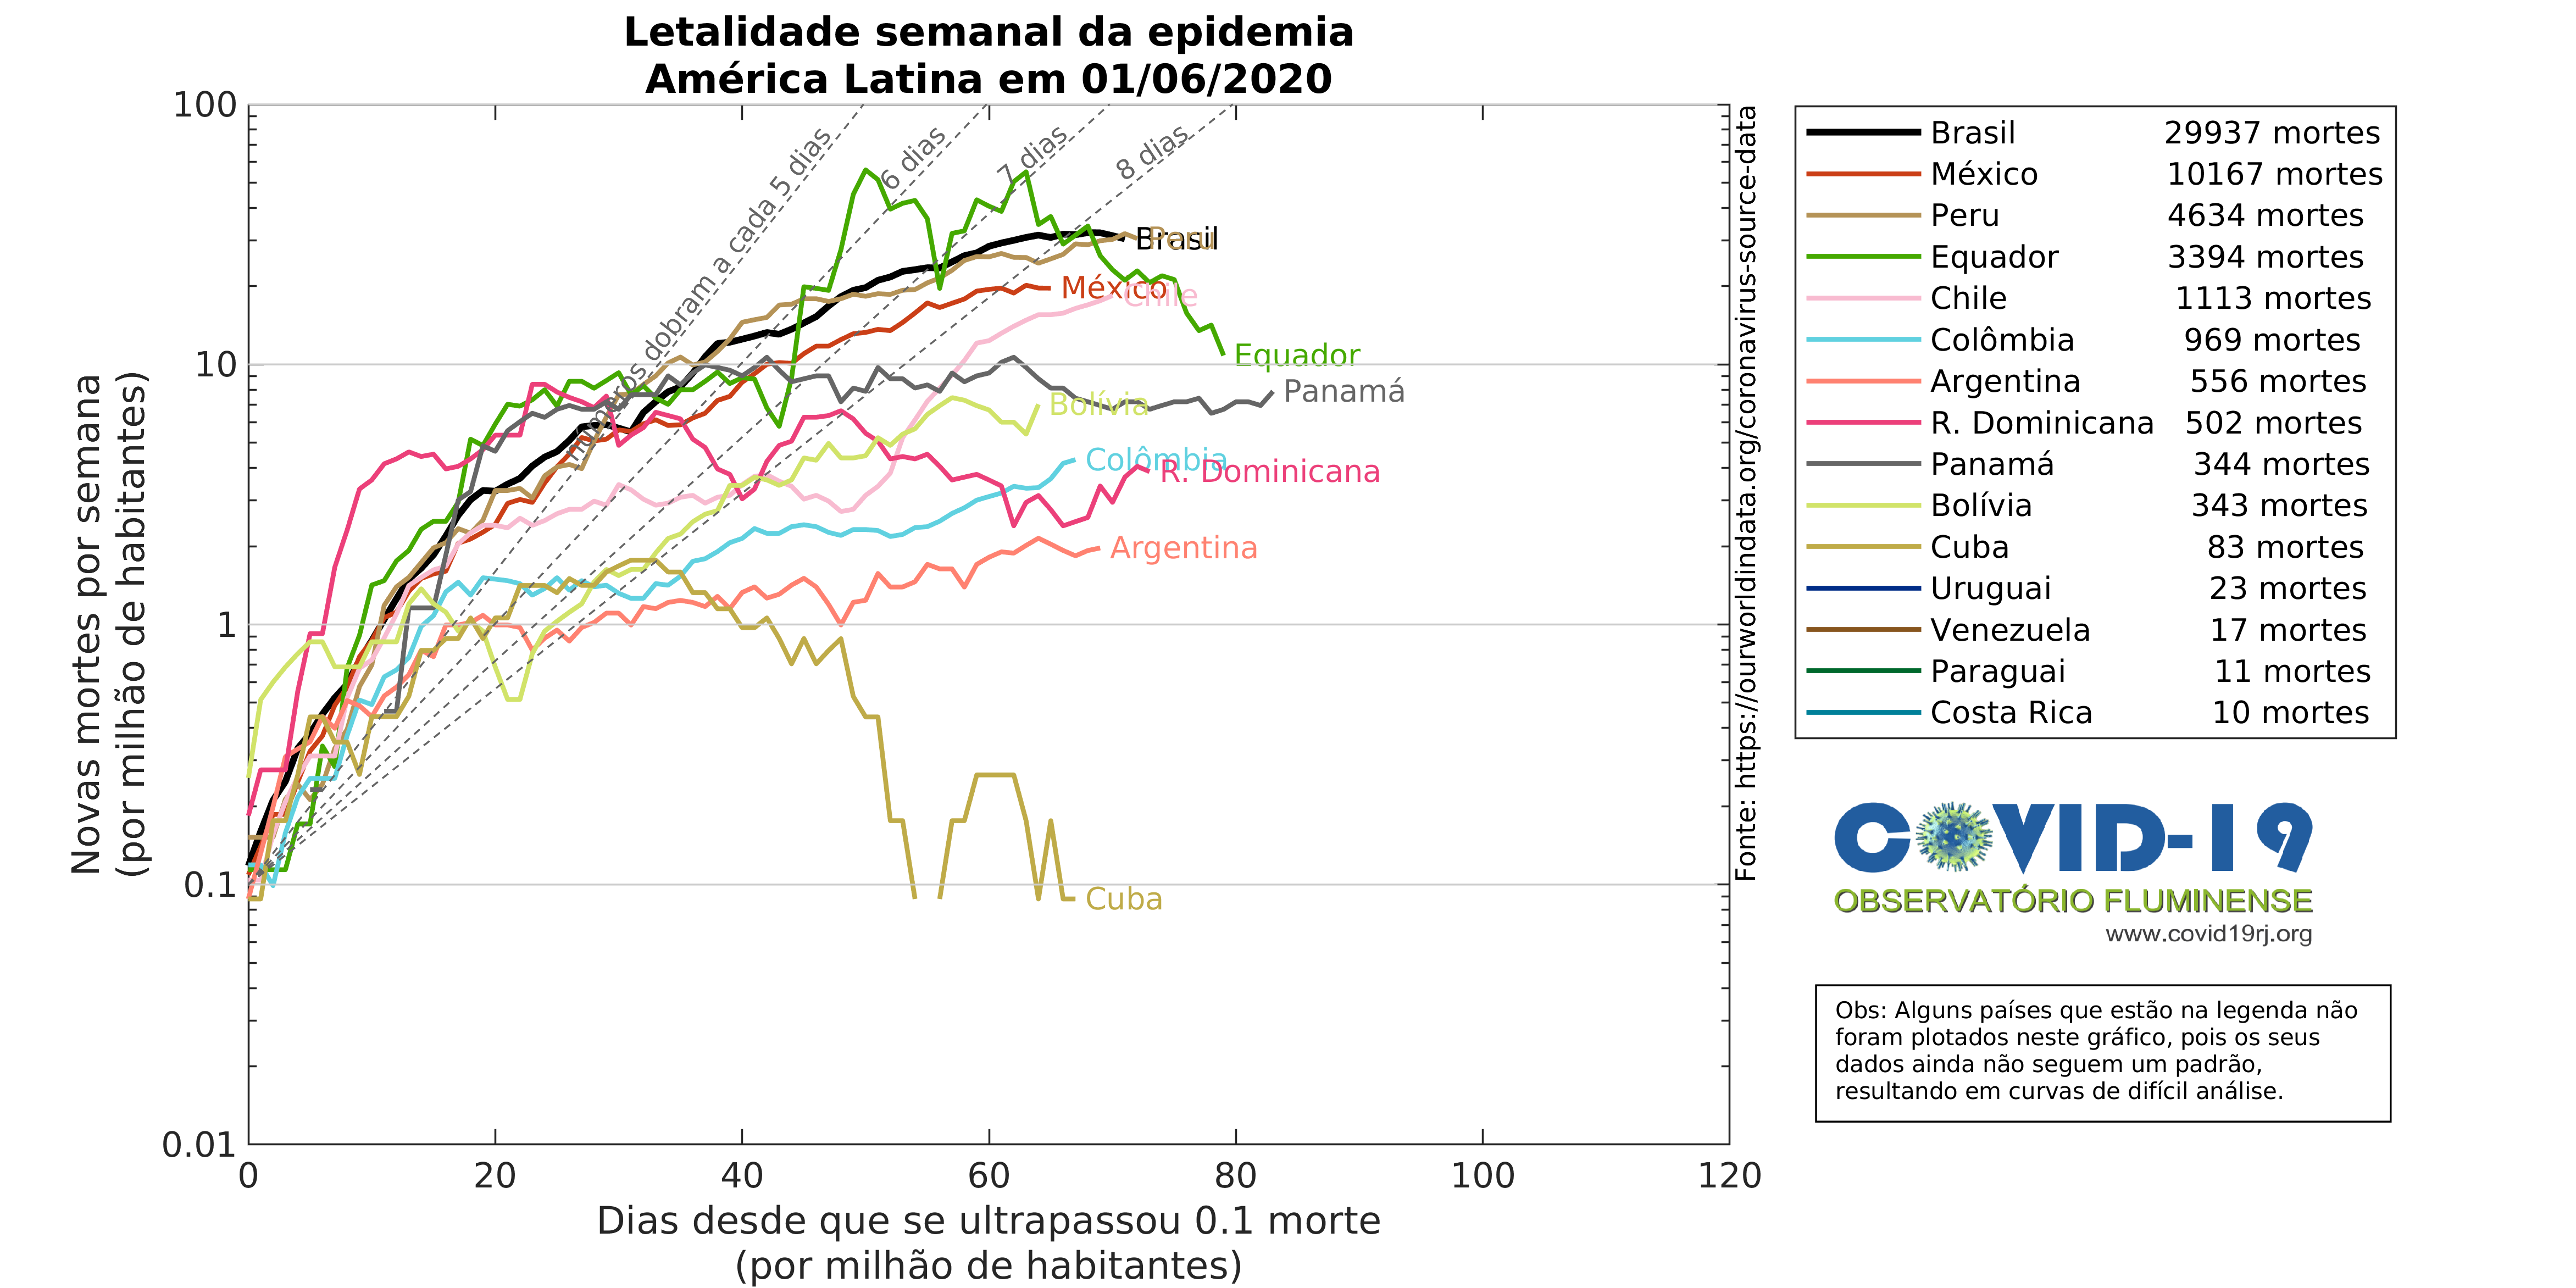 Letalidade semanal da epidemia
América Latina em 01/06/2020
Novas mortes por semana
(por milhão de habitantes)
100
10
1
0.1
0.01
0
20
40
60
80
100
120
Dias desde que se ultrapassou 0.1 morte
(por milhão de habitantes)
números dobram a cada 5 dias
6 dias
7 dias
8 dias
Brasil
Peru
México
Chile
Equador
Panamá
Bolívia
Colômbia
R. Dominicana
Argentina
Cuba
Fonte: https://ourworldindata.org/coronavirus-source-data
Brasil 29937 mortes
México 10167 mortes
Peru 4634 mortes
Equador 3394 mortes
Chile 1113 mortes
Colômbia 969 mortes
Argentina 556 mortes
R. Dominicana 502 mortes
Panamá 344 mortes
Bolívia 343 mortes
Cuba 83 mortes
Uruguai 23 mortes
Venezuela 17 mortes
Paraguai 11 mortes
Costa Rica 10 mortes
COVID-19
OBSERVATÓRIO FLUMINENSE
www.covid19rj.org
Obs: Alguns países que estão na legenda não
foram plotados neste gráfico, pois os seus
dados ainda não seguem um padrão,
resultando em curvas de difícil análise.